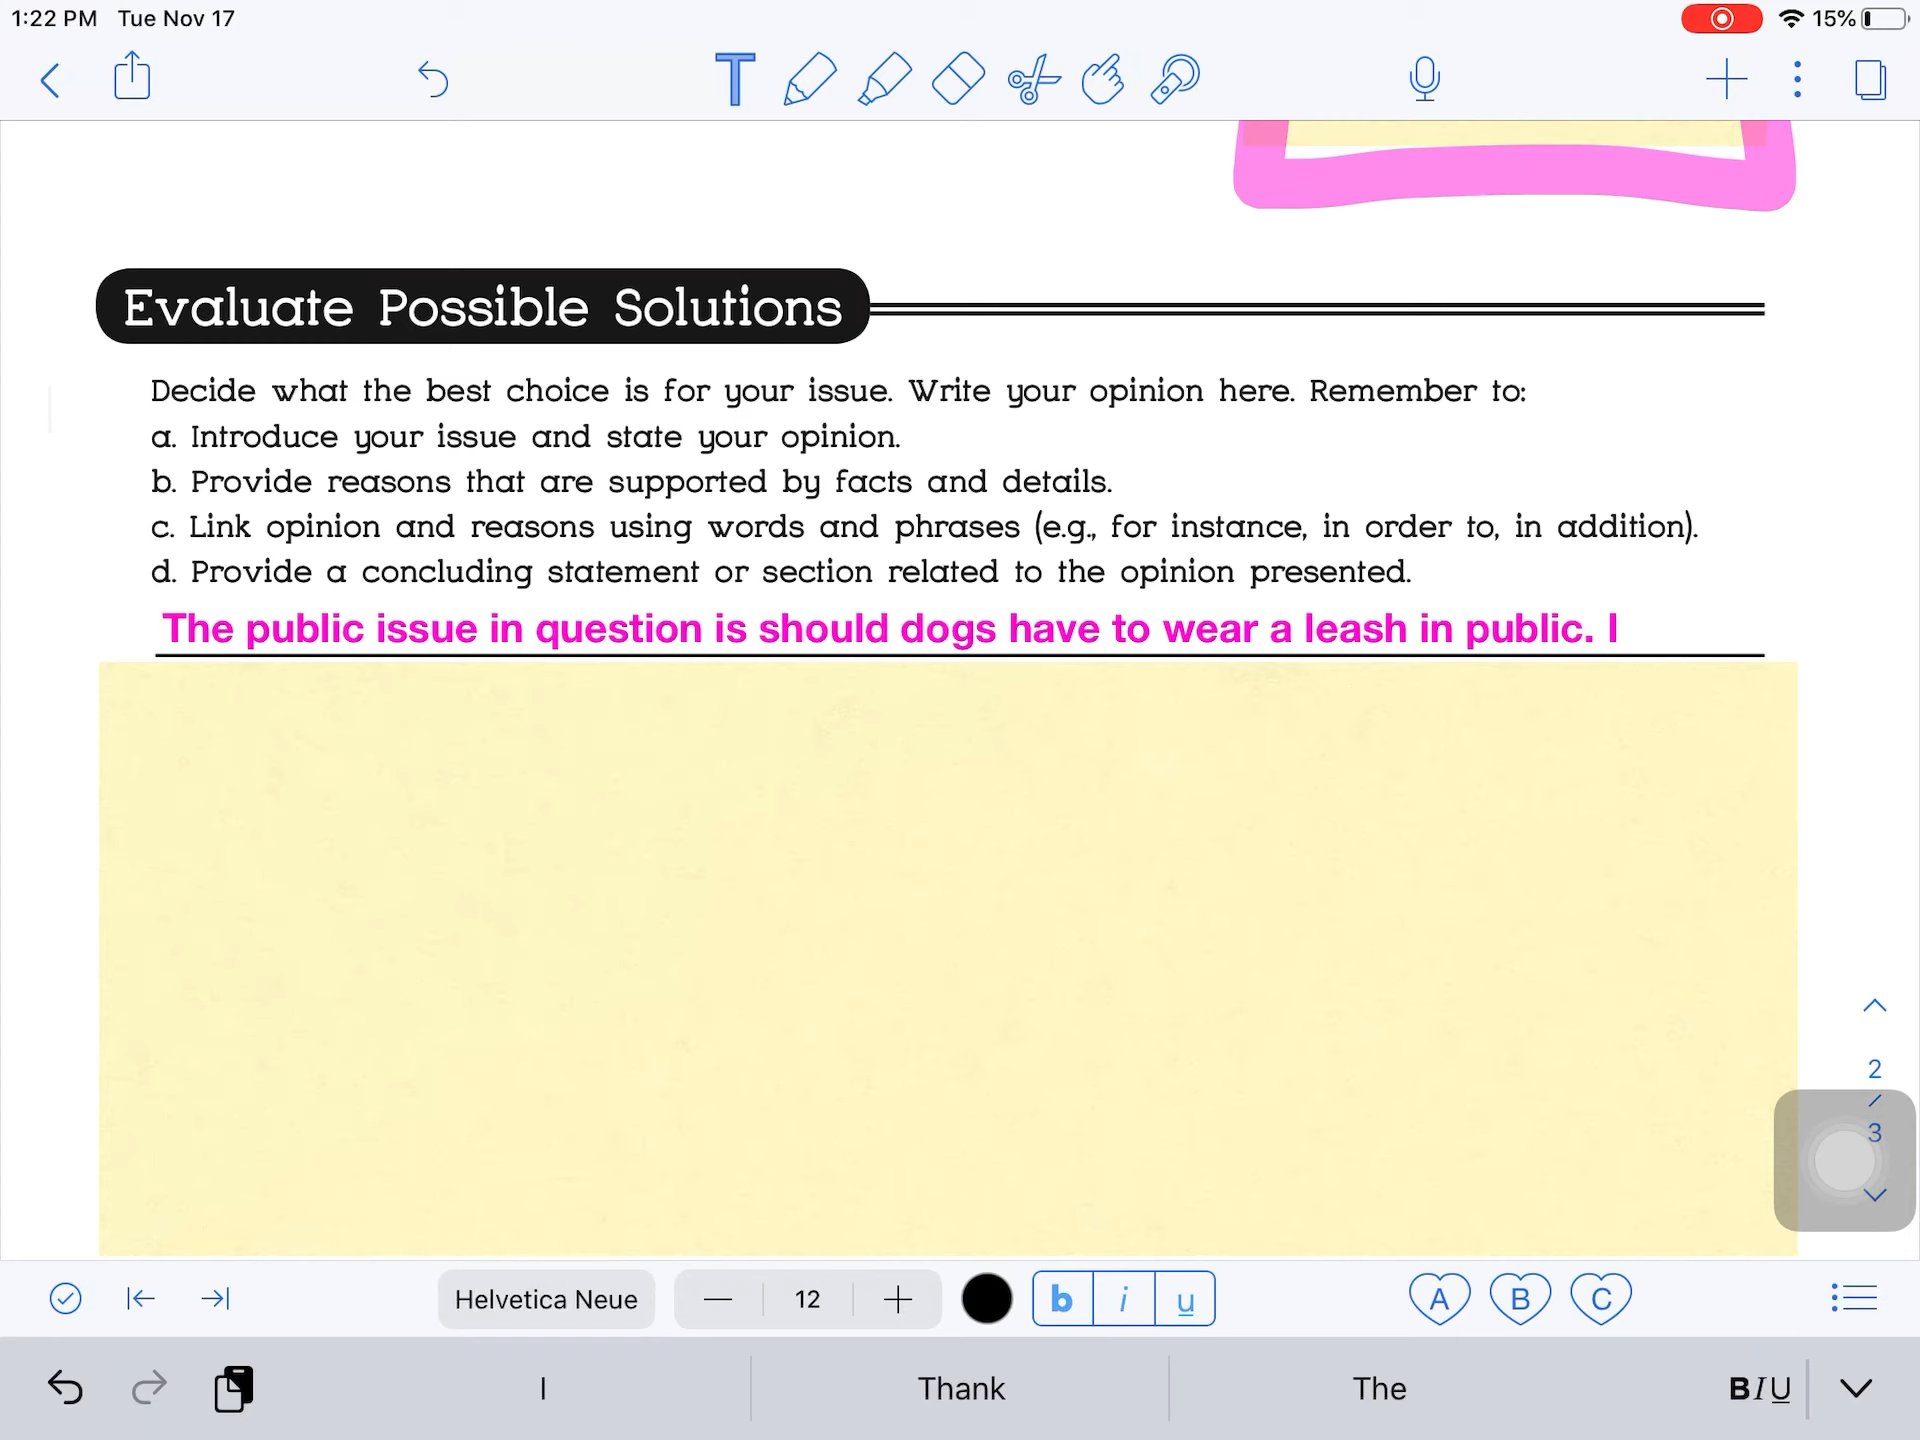 1:22 PM Tue Nov 17
15%
T
Evaluate Possible Solutions
Decide what the best choice is for your issue. Write your opinion here. Remember to:
a. Introduce your issue and state your opinion.
b. Provide reasons that are supported by facts and details.
c. Link opinion and reasons using words and phrases (e.g., for instance, in order to, in addition).
d. Provide a concluding statement or section related to the opinion presented.
The public issue in question is should dogs have to wear a leash in public. I
2
/
3
Helvetica Neue — 12 + b i u A B C
I Thank The BIU